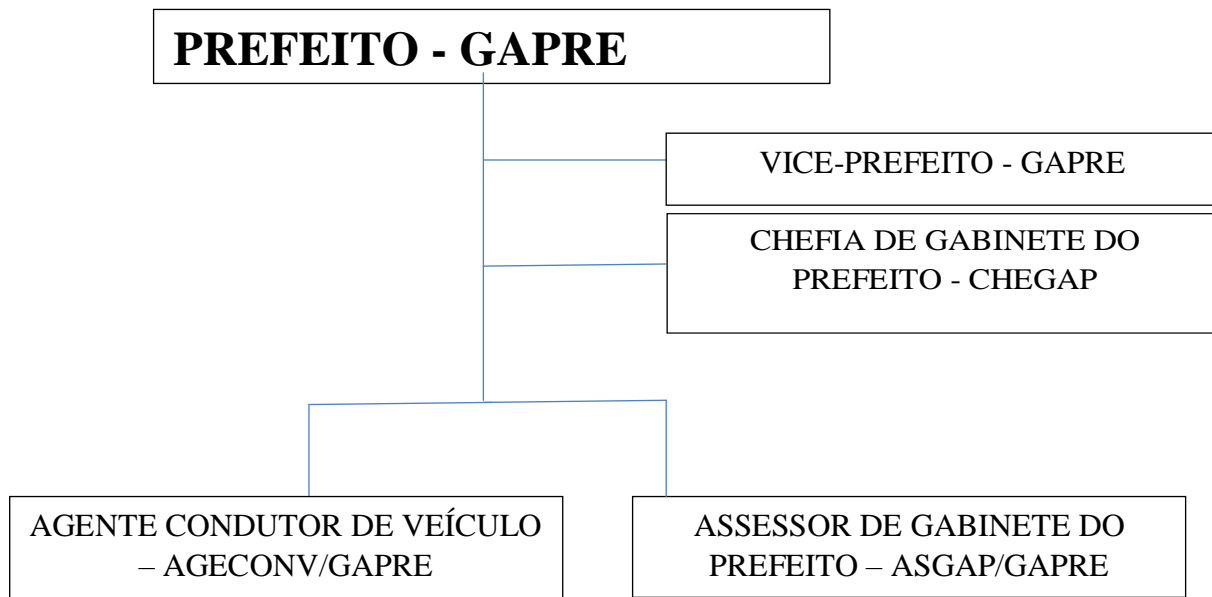 PREFEITO - GAPRE
VICE-PREFEITO - GAPRE
CHEFIA DE GABINETE DO
PREFEITO - CHEGAP
AGENTE CONDUTOR DE VEÍCULO
– AGECONV/GAPRE
ASSESSOR DE GABINETE DO
PREFEITO – ASGAP/GAPRE